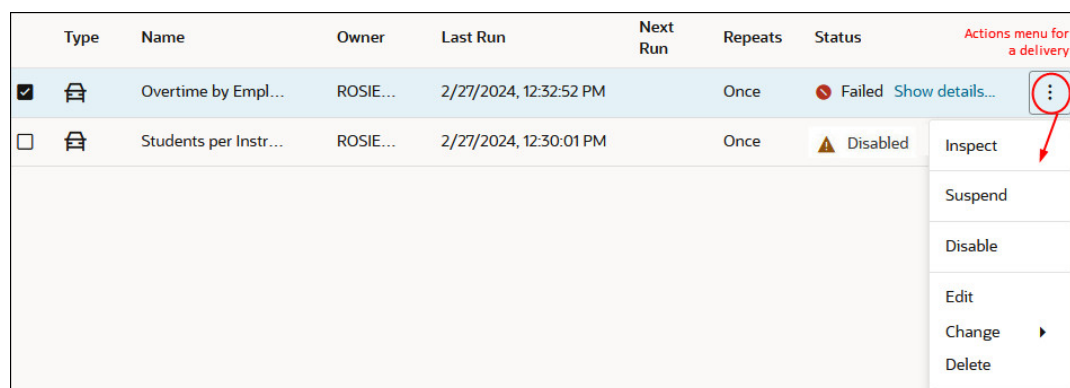 Type Name Owner Last Run Next Run Repeats Status Actions menu for a delivery
Overtime by Empl... ROSIE... 2/27/2024, 12:32:52 PM Once Failed Show details...
Students per Instr... ROSIE... 2/27/2024, 12:30:01 PM Once Disabled
Inspect
Suspend
Disable
Edit
Change
Delete